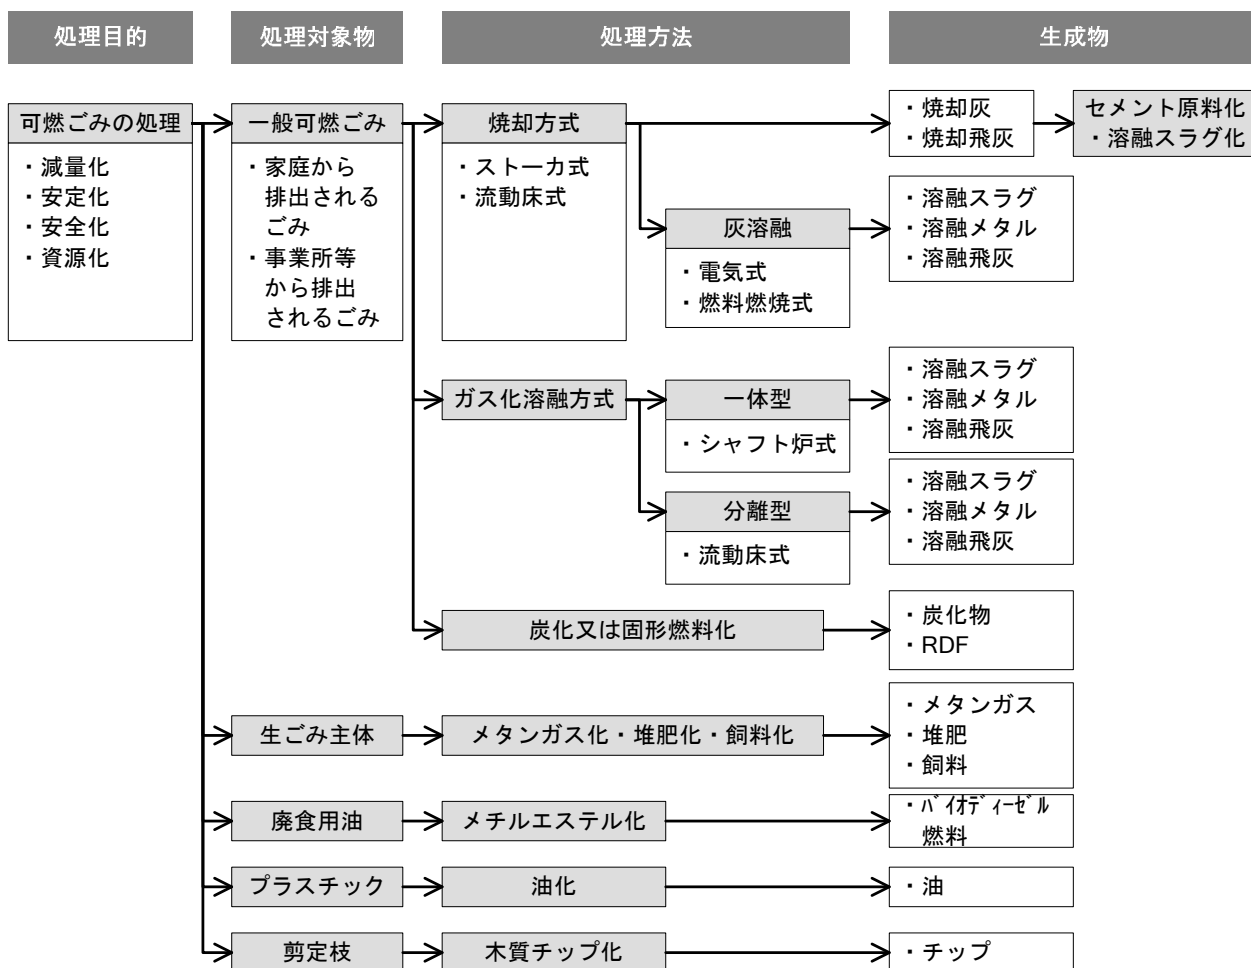 処理目的
処理対象物
処理方法
生成物
可燃ごみの処理
・減量化
・安定化
・安全化
・資源化
一般可燃ごみ
・家庭から
排出される
ごみ
・事業所等
から排出
されるごみ
焼却方式
・ストーカ式
・流動床式
・焼却灰
・焼却飛灰
セメント原料化
・溶融スラグ化
灰溶融
・電気式
・燃料燃焼式
・溶融スラグ
・溶融メタル
・溶融飛灰
ガス化溶融方式
一体型
・シャフト炉式
・溶融スラグ
・溶融メタル
・溶融飛灰
分離型
・流動床式
・溶融スラグ
・溶融メタル
・溶融飛灰
炭化又は固形燃料化
・炭化物
・RDF
生ごみ主体
メタンガス化・堆肥化・飼料化
・メタンガス
・堆肥
・飼料
廃食用油
メチルエステル化
・ﾊﾞｲｵﾃﾞｨｰｾﾞﾙ
燃料
プラスチック
油化
・油
剪定枝
木質チップ化
・チップ